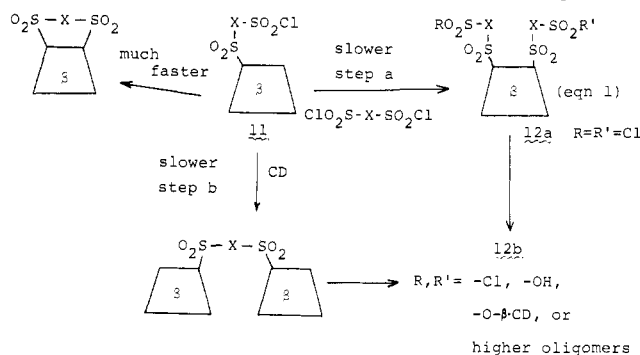 O₂S-X-SO₂
β
much faster
X-SO₂Cl
O₂S
β
11
slower step a
ClO₂S-X-SO₂Cl
RO₂S-X X-SO₂R'
O₂S SO₂
β
(eqn 1)
12a R=R'=Cl
slower step b
CD
O₂S-X-SO₂
β β
12b
R,R'= -Cl, -OH,
-O-β·CD, or
higher oligomers